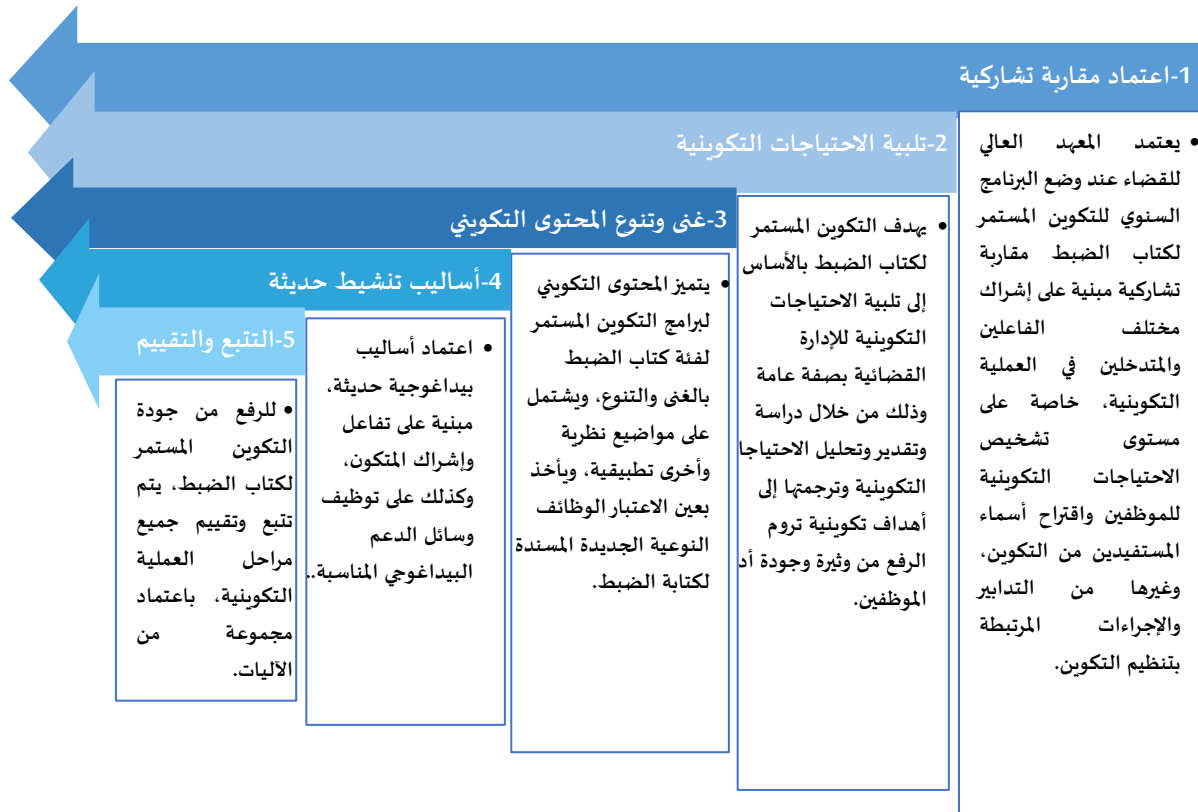 1-اعتماد مقاربة تشاركية
• يعتمد المعهد العالي
للقضاء عند وضع البرنامج
السنوي للتكوين المستمر
لكتاب الضبط مقاربة
تشاركية مبنية على إشراك
مختلف الفاعلين
والمتدخلين في العملية
التكوينية، خاصة على
مستوى تشخيص
الاحتياجات التكوينية
للموظفين واقتراح أسماء
المستفيدين من التكوين،
وغيرها من التدابير
والإجراءات المرتبطة
بتنظيم التكوين.
2-تلبية الاحتياجات التكوينية
• يهدف التكوين المستمر
لكتاب الضبط بالأساس
إلى تلبية الاحتياجات
التكوينية للإدارة
القضائية بصفة عامة
وذلك من خلال دراسة
وتقدير وتحليل الاحتياجا
التكوينية وترجمتها إلى
أهداف تكوينية تروم
الرفع من وثيرة وجودة أد
الموظفين.
3-غنى وتنوع المحتوى التكويني
• يتميز المحتوى التكويني
لبرامج التكوين المستمر
لفئة كتاب الضبط
بالغنى والتنوع، ويشتمل
على مواضيع نظرية
وأخرى تطبيقية، ويأخذ
بعين الاعتبار الوظائف
النوعية الجديدة المسندة
لكتابة الضبط.
4-أساليب تنشيط حديثة
• اعتماد أساليب
بيداغوجية حديثة،
مبنية على تفاعل
وإشراك المتكون،
وكذلك على توظيف
وسائل الدعم
البيداغوجي المناسبة..
5-التتبع والتقييم
• للرفع من جودة
التكوين المستمر
لكتاب الضبط، يتم
تتبع وتقييم جميع
مراحل العملية
التكوينية، باعتماد
مجموعة من
الآليات.